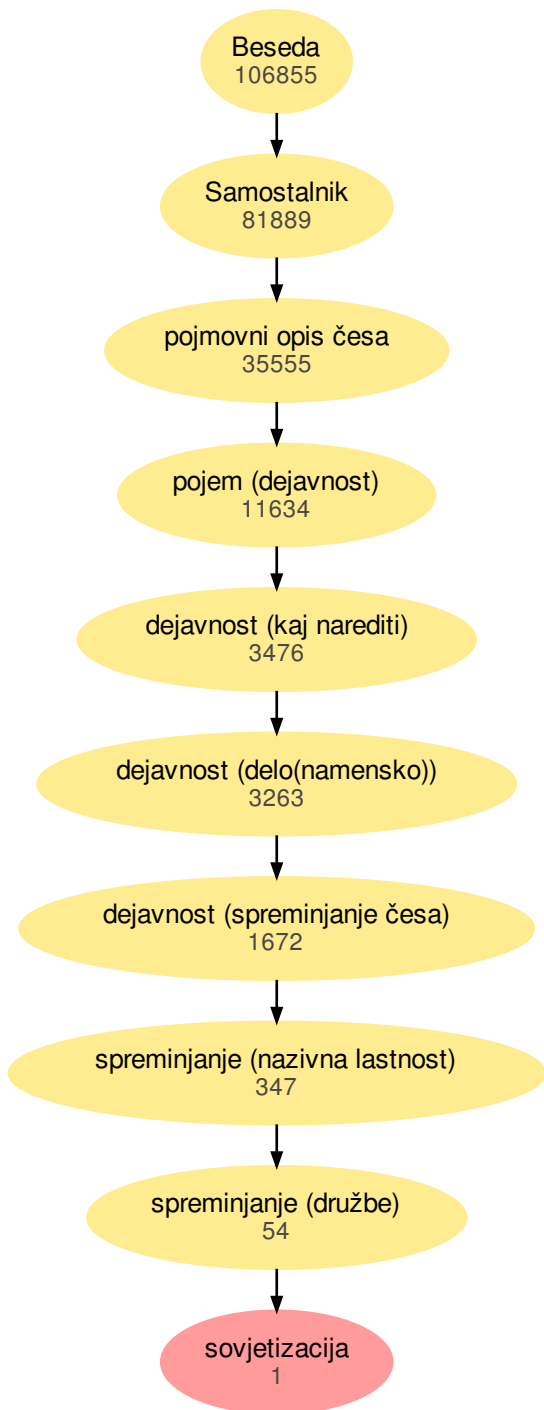 Beseda
106855
Samostalnik
81889
pojmovni opis česa
35555
pojem (dejavnost)
11634
dejavnost (kaj narediti)
3476
dejavnost (delo(namensko))
3263
dejavnost (spreminjanje česa)
1672
spreminjanje (nazivna lastnost)
347
spreminjanje (družbe)
54
sovjetizacija
1